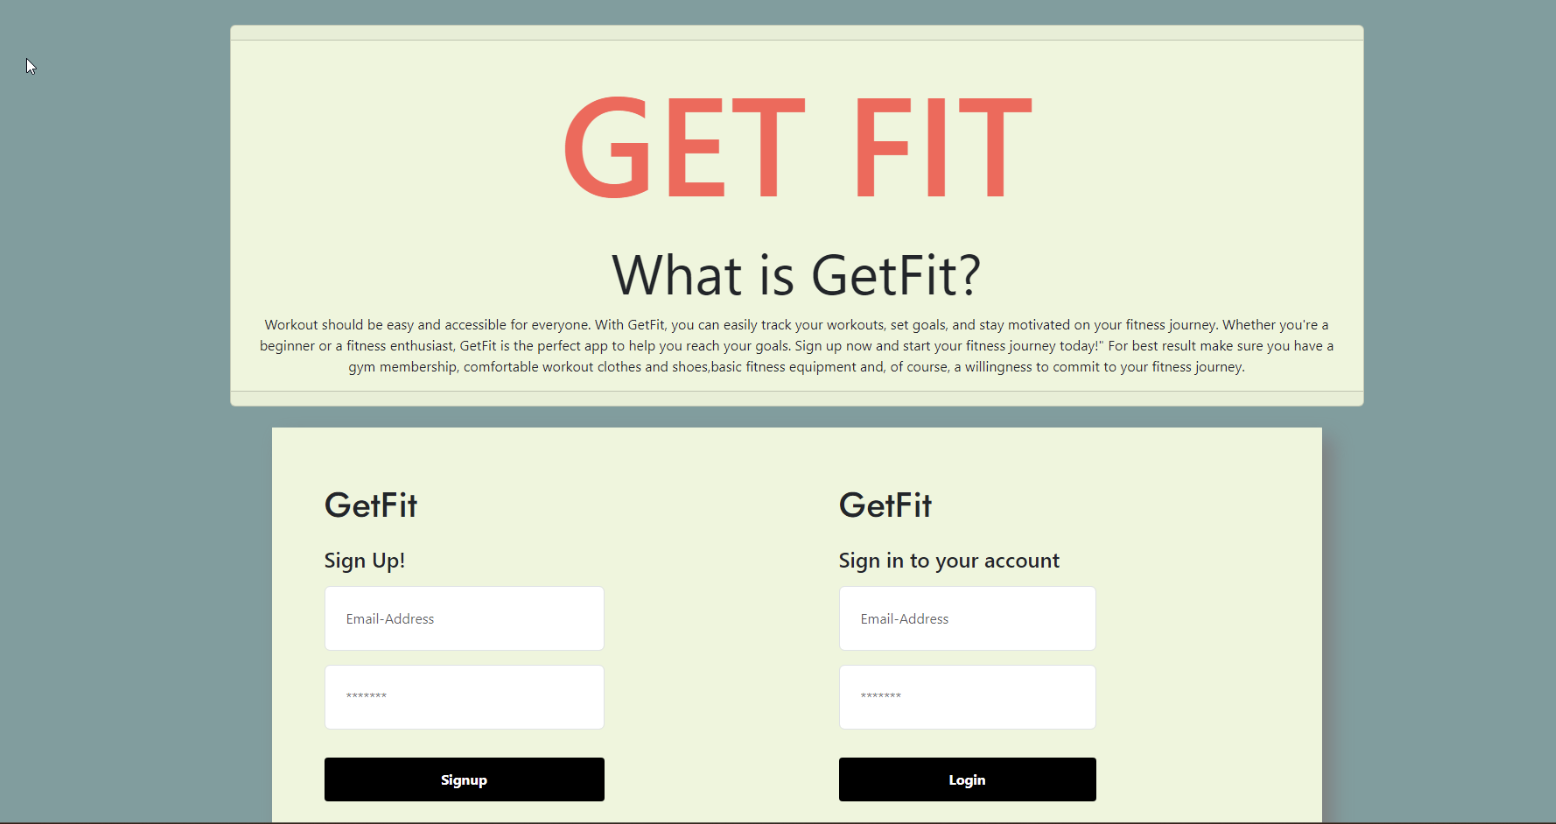 GET FIT
What is GetFit?
Workout should be easy and accessible for everyone. With GetFit, you can easily track your workouts, set goals, and stay motivated on your fitness journey. Whether you're a
beginner or a fitness enthusiast, GetFit is the perfect app to help you reach your goals. Sign up now and start your fitness journey today!" For best result make sure you have a
gym membership, comfortable workout clothes and shoes,basic fitness equipment and, of course, a willingness to commit to your fitness journey.
GetFit
Sign Up!
Email-Address
*******
Signup
GetFit
Sign in to your account
Email-Address
*******
Login